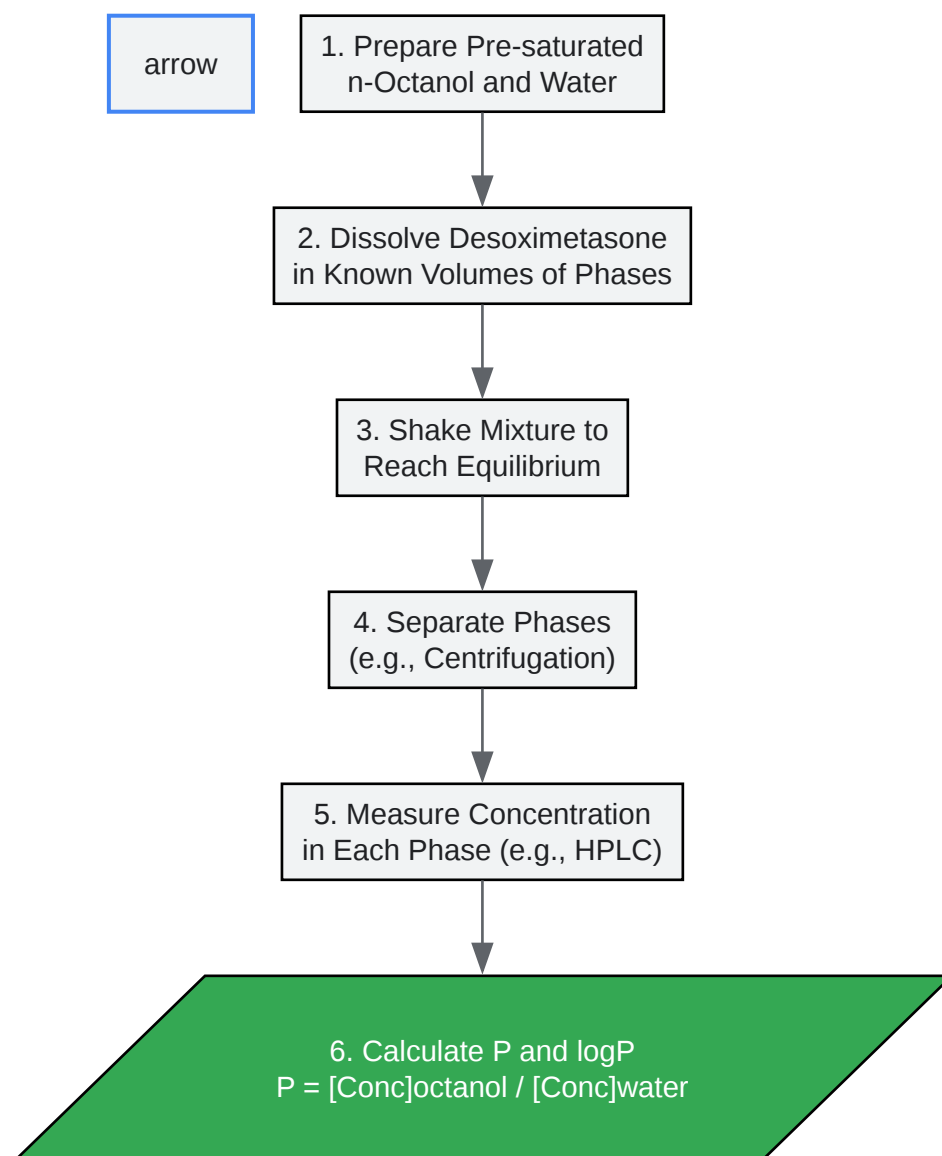 arrow
1. Prepare Pre-saturated
n-Octanol and Water
2. Dissolve Desoximetasone
in Known Volumes of Phases
3. Shake Mixture to
Reach Equilibrium
4. Separate Phases
(e.g., Centrifugation)
5. Measure Concentration
in Each Phase (e.g., HPLC)
6. Calculate P and logP
P = [Conc]octanol / [Conc]water